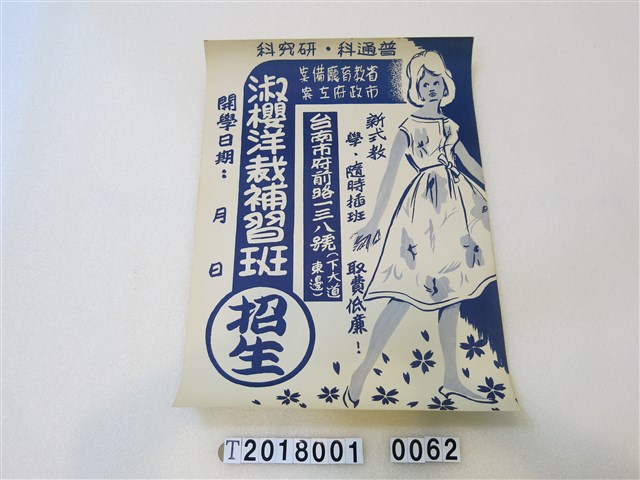 普通科·研究科
省教育廳備案
市政府立案
淑櫻洋裁補習班
招生
開學日期： 月 日
台南市府前路一三八號(下大道東邊)
新式教學、隨時插班
取費低廉！
T2018001 0062